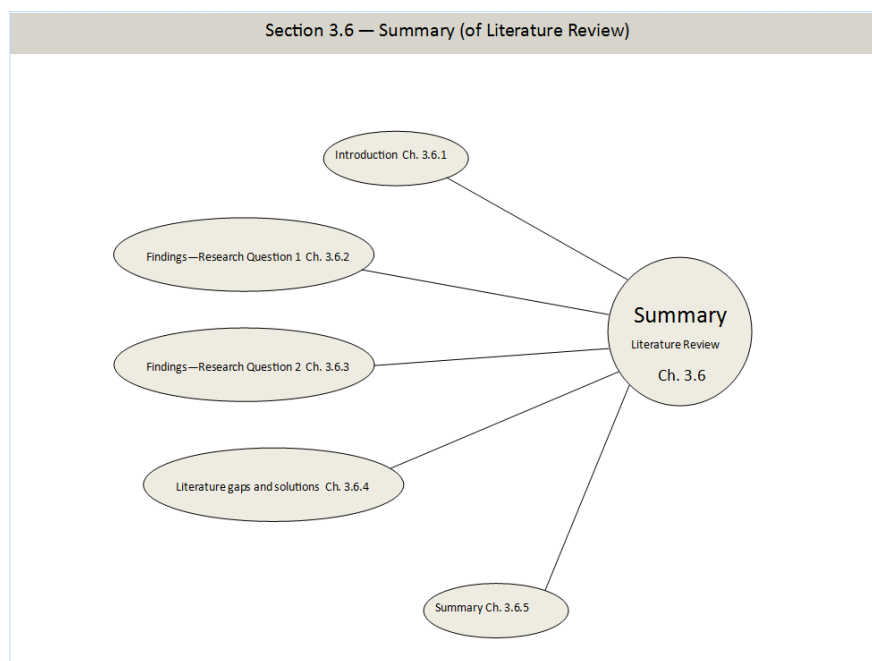 Section 3.6 — Summary (of Literature Review)
Introduction Ch. 3.6.1
Findings—Research Question 1 Ch. 3.6.2
Findings—Research Question 2 Ch. 3.6.3
Literature gaps and solutions Ch. 3.6.4
Summary Ch. 3.6.5
Summary
Literature Review
Ch. 3.6